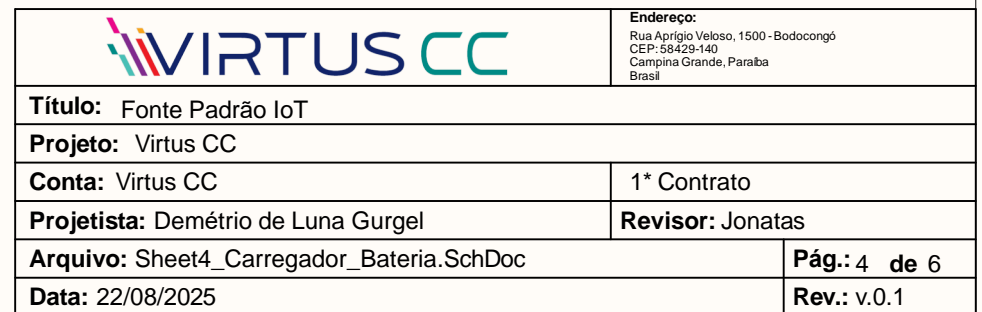 VIRTUS CC
Endereço:
Rua Aprígio Veloso, 1500 - Bodocongó
CEP: 58429-140
Campina Grande, Paraíba
Brasil
Título: Fonte Padrão IoT
Projeto: Virtus CC
Conta: Virtus CC 1* Contrato
Projetista: Demétrio de Luna Gurgel Revisor: Jonatas
Arquivo: Sheet4_Carregador_Bateria.SchDoc Pág.: 4 de 6
Data: 22/08/2025 Rev.: v.0.1